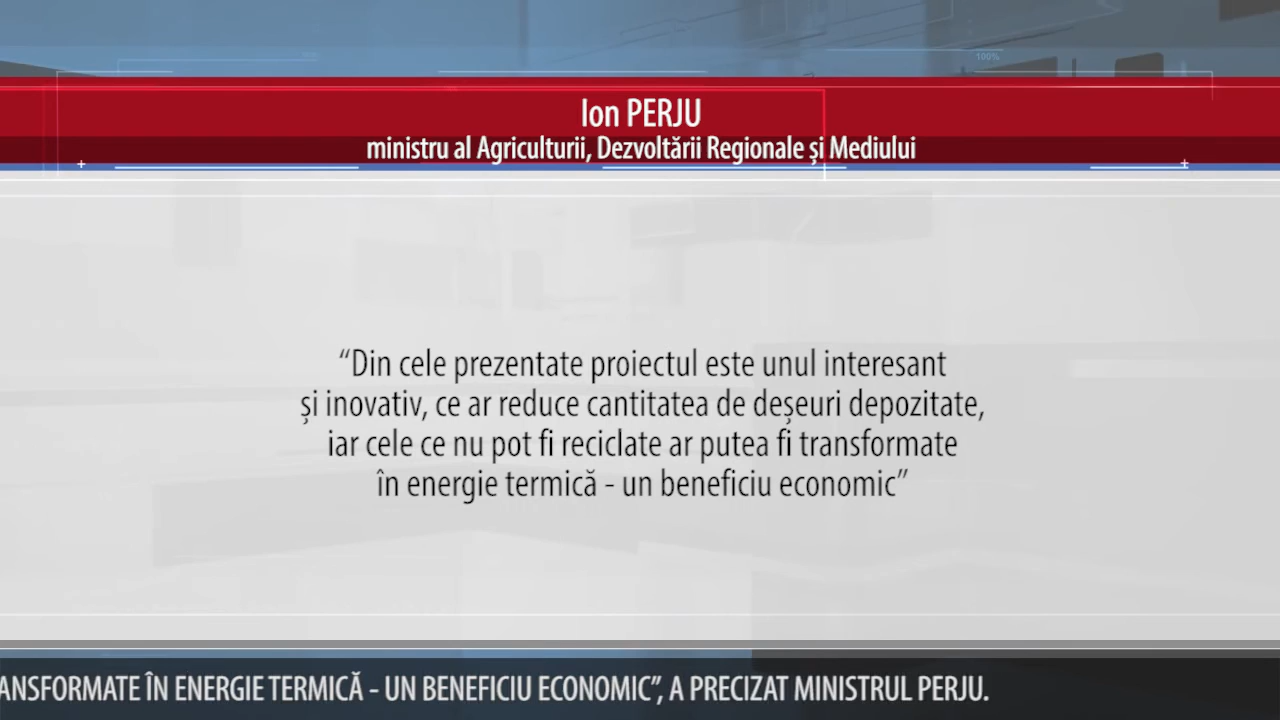 100%
Ion PERJU
ministru al Agriculturii, Dezvoltării Regionale și Mediului
“Din cele prezentate proiectul este unul interesant
și inovativ, ce ar reduce cantitatea de deșeuri depozitate,
iar cele ce nu pot fi reciclate ar putea fi transformate
în energie termică - un beneficiu economic”
ANSFORMATE ÎN ENERGIE TERMICĂ - UN BENEFICIU ECONOMIC”, A PRECIZAT MINISTRUL PERJU.